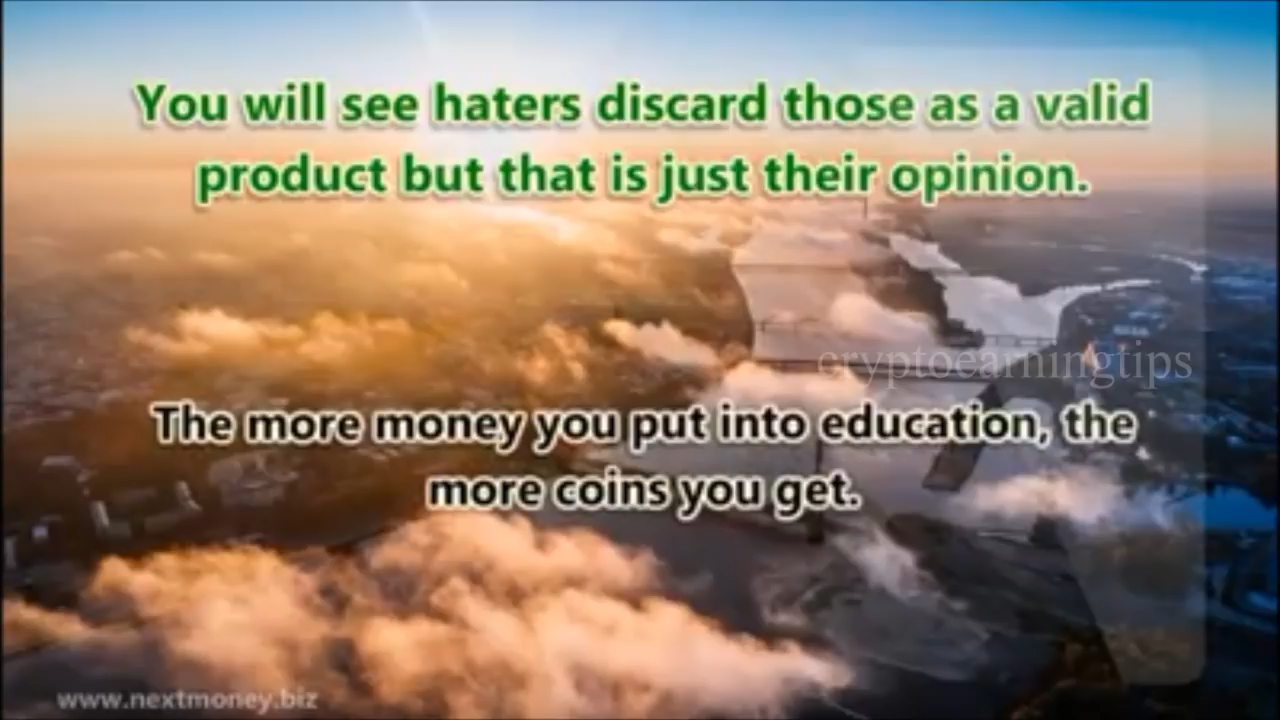 You will see haters discard those as a valid
product but that is just their opinion.
cryptoearningtips
The more money you put into education, the
more coins you get.
www.nextmoney.biz